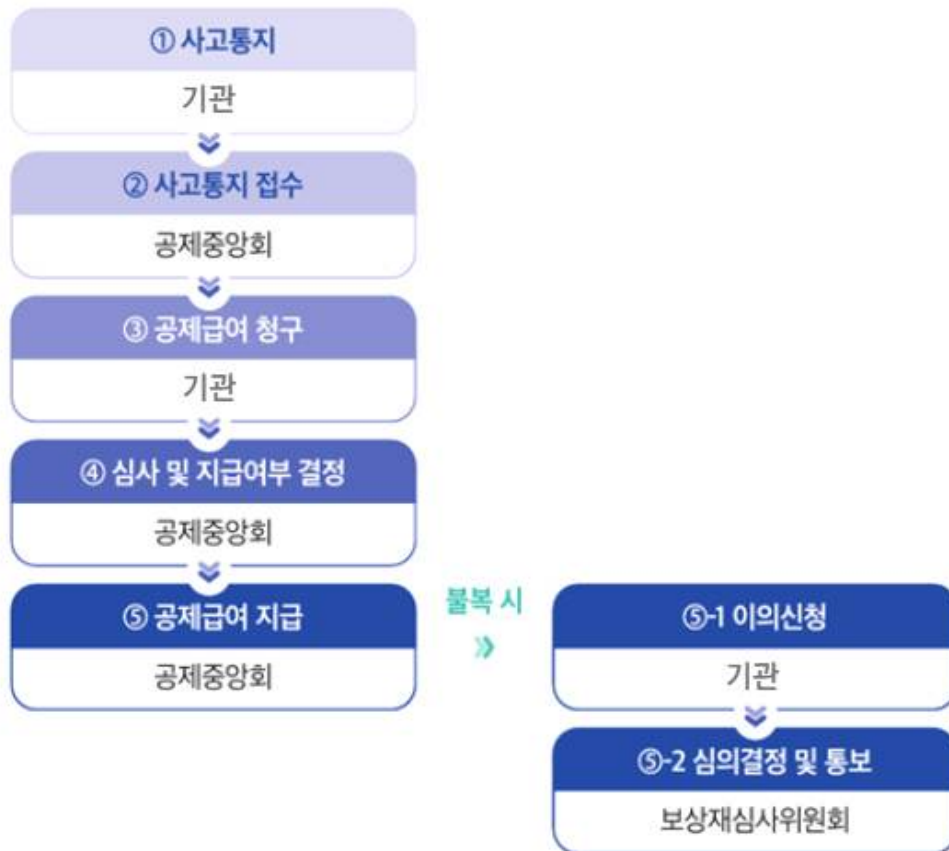 ① 사고통지
기관
② 사고통지 접수
공제중앙회
③ 공제급여 청구
기관
④ 심사 및 지급여부 결정
공제중앙회
⑤ 공제급여 지급
공제중앙회
불복 시
⑤-1 이의신청
기관
⑤-2 심의결정 및 통보
보상재심사위원회